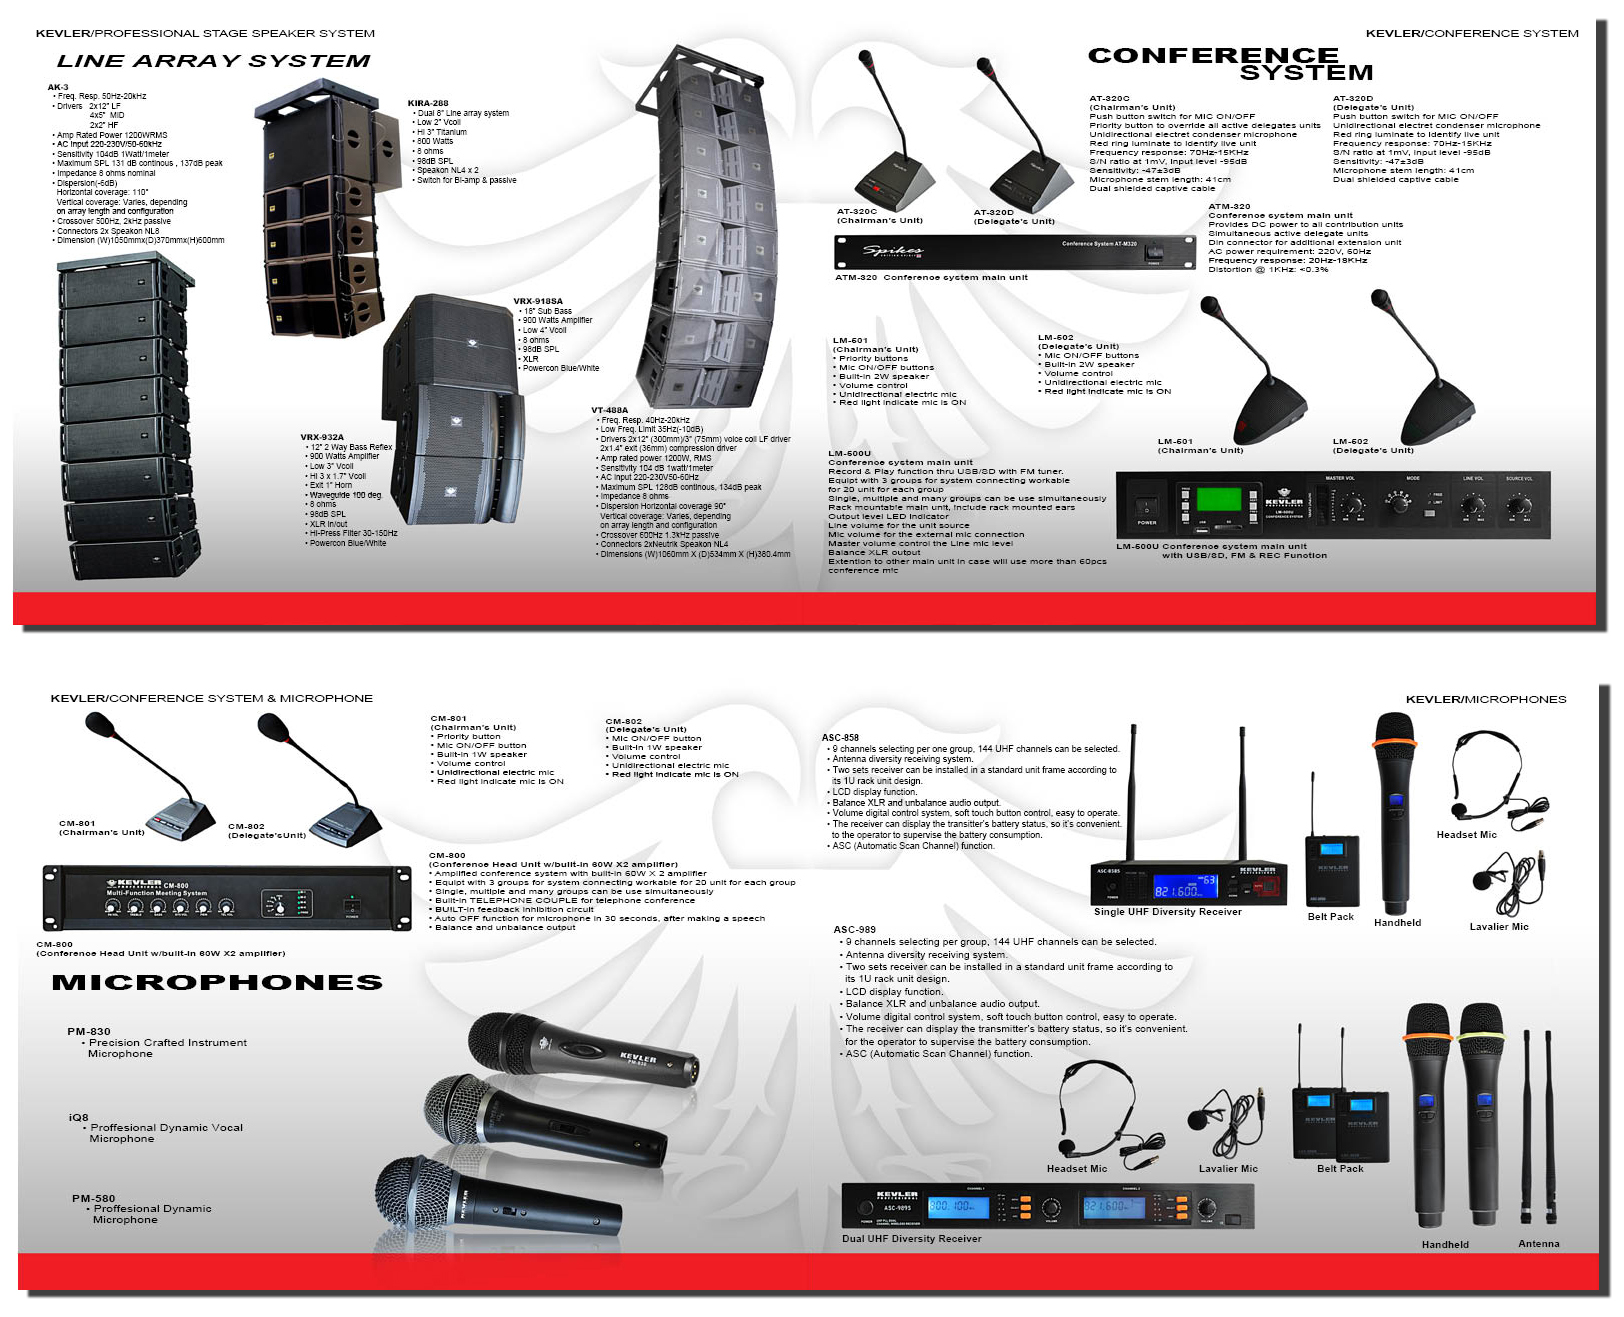 KEVLER/PROFESSIONAL STAGE SPEAKER SYSTEM
LINE ARRAY SYSTEM
AK-3
• Freq. Resp. 50Hz-20kHz
• Drivers 2x12" LF
4x5" MID
2x2" HF
• Amp Rated Power 1200WRMS
• AC Input 220-230V/50-60kHz
• Sensitivity 104dB 1Watt/1meter
• Maximum SPL 131 dB continous , 137dB peak
• Impedance 8 ohms nominal
• Dispersion(-6dB)
Horizontal coverage: 110°
Vertical coverage: Varies, depending
on array length and configuration
• Crossover 500Hz, 2kHz passive
• Connectors 2x Speakon NL8
• Dimension (W)1050mmx(D)370mmx(H)600mm
KIRA-288
• Dual 8" Line array system
• Low 2" Vcoil
• Hi 3" Titanium
• 800 Watts
• 8 ohms
• 98dB SPL
• Speakon NL4 x 2
• Switch for Bi-amp & passive
VRX-918SA
• 18" Sub Bass
• 900 Watts Amplifier
• Low 4" Vcoil
• 8 ohms
• 98dB SPL
• XLR
• Powercon Blue/White
VRX-932A
• 12" 2 Way Bass Reflex
• 900 Watts Amplifier
• Low 3" Vcoil
• Hi 3 x 1.7" Vcoil
• Exit 1" Horn
• Waveguide 100 deg.
• 8 ohms
• 98dB SPL
• XLR in/out
• Hi-Press Filter 30-150Hz
• Powercon Blue/White
VT-488A
• Freq. Resp. 40Hz-20kHz
• Low Freq. Limit 35Hz(-10dB)
• Drivers 2x12" (300mm)/3" (75mm) voice coil LF driver
2x1.4" exit (36mm) compression driver
• Amp rated power 1200W, RMS
• Sensitivity 104 dB 1watt/1meter
• AC Input 220-230V/50-60Hz
• Maximum SPL 128dB continous, 134dB peak
• Impedance 8 ohms
• Dispersion Horizontal coverage 90°
Vertical coverage: Varies, depending
on array length and configuration
• Crossover 600Hz 1.3kHz passive
• Connectors 2xNeutrik Speakon NL4
• Dimensions (W)1060mm X (D)534mm X (H)380.4mm
KEVLER/CONFERENCE SYSTEM
CONFERENCE
SYSTEM
AT-320C
(Chairman's Unit)
Push button switch for MIC ON/OFF
Priority button to override all active delegates units
Unidirectional electret condenser microphone
Red ring luminate to identify live unit
Frequency response: 70Hz-15KHz
S/N ratio at 1mV, input level -95dB
Sensitivity: -47±3dB
Microphone stem length: 41cm
Dual shielded captive cable
AT-320D
(Delegate's Unit)
Push button switch for MIC ON/OFF
Unidirectional electret condenser microphone
Red ring luminate to identify live unit
Frequency response: 70Hz-15KHz
S/N ratio at 1mV, input level -95dB
Sensitivity: -47±3dB
Microphone stem length: 41cm
Dual shielded captive cable
AT-320C
(Chairman's Unit)
AT-320D
(Delegate's Unit)
ATM-320
Conference system main unit
Provides DC power to all contribution units
Simultaneous active delegate units
Din connector for additional extension unit
AC power requirement: 220V, 60Hz
Frequency response: 20Hz-18KHz
Distortion @ 1KHz: <0.3%
Spikes
Conference System AT-M320
POWER
ATM-320 Conference system main unit
LM-501
(Chairman's Unit)
• Priority buttons
• Mic ON/OFF buttons
• Built-in 2W speaker
• Volume control
• Unidirectional electric mic
• Red light indicate mic is ON
LM-502
(Delegate's Unit)
• Mic ON/OFF buttons
• Built-in 2W speaker
• Volume control
• Unidirectional electric mic
• Red light indicate mic is ON
LM-501
(Chairman's Unit)
LM-502
(Delegate's Unit)
LM-500U
Conference system main unit
Record & Play function thru USB/SD with FM tuner.
Equipt with 3 groups for system connecting workable
for 20 unit for each group
Single, multiple and many groups can be use simultaneously
Rack mountable main unit, include rack mounted ears
Output level LED indicator
Line volume for the unit source
Mic volume for the external mic connection
Master volume control the Line mic level
Balance XLR output
Extention to other main unit in case will use more than 60pcs
conference mic
POWER
KEVLER
LM-500U
CONFERENCE SYSTEM
MASTER VOL
MODE
LINE VOL
SOURCE VOL
LM-500U Conference system main unit
with USB/SD, FM & REC Function
KEVLER/CONFERENCE SYSTEM & MICROPHONE
CM-801
(Chairman's Unit)
CM-802
(Delegate'sUnit)
CM-801
(Chairman's Unit)
• Priority button
• Mic ON/OFF button
• Built-in 1W speaker
• Volume control
• Unidirectional electric mic
• Red light indicate mic is ON
CM-802
(Delegate's Unit)
• Mic ON/OFF button
• Built-in 1W speaker
• Volume control
• Unidirectional mic
• Red light indicate mic is ON
KEVLER
PROFESSIONAL CM-800
Multi-Function Meeting System
POWER
CM-800
(Conference Head Unit w/built-in 60W X2 amplifier)
CM-800
(Conference Head Unit w/built-in 60W X2 amplifier)
• Amplified conference system with built-in 60W X 2 amplifier
• Equipt with 3 groups for system connecting workable for 20 unit for each group
• Single, multiple and many groups can be use simultaneously
• Built-in TELEPHONE COUPLE for telephone conference
• BUILT-in feedback inhibition circuit
• Auto OFF function for microphone in 30 seconds, after making a speech
• Balance and unbalance output
MICROPHONES
PM-830
• Precision Crafted Instrument
Microphone
KEVLER
PM-830
iQ8
• Proffesional Dynamic Vocal
Microphone
PM-580
• Proffesional Dynamic
Microphone
KEVLER
KEVLER/MICROPHONES
ASC-858
• 9 channels selecting per one group, 144 UHF channels can be selected.
• Antenna diversity receiving system.
• Two sets receiver can be installed in a standard unit frame according to
its 1U rack unit design.
• LCD display function.
• Balance XLR and unbalance audio output.
• Volume digital control system, soft touch button control, easy to operate.
• The receiver can display the transitter's battery status, so it's convenient.
to the operator to supervise the battery consumption.
• ASC (Automatic Scan Channel) function.
ASC-858S
63
821.600
Single UHF Diversity Receiver
KEVLER
Belt Pack
Handheld
Headset Mic
Lavalier Mic
ASC-989
• 9 channels selecting per group, 144 UHF channels can be selected.
• Antenna diversity receiving system.
• Two sets receiver can be installed in a standard unit frame according to
its 1U rack unit design.
• LCD display function.
• Balance XLR and unbalance audio output.
• Volume digital control system, soft touch button control, easy to operate.
• The receiver can display the transmitter's battery status, so it's convenient.
for the operator to supervise the battery consumption.
• ASC (Automatic Scan Channel) function.
Headset Mic
Lavalier Mic
KEVLER
KEVLER
Belt Pack
KEVLER
PROFESSIONAL
ASC-989S
POWER
CHANNEL 1
800.100
VOLUME
CHANNEL 2
821.600
VOLUME
Dual UHF Diversity Receiver
Handheld
Antenna